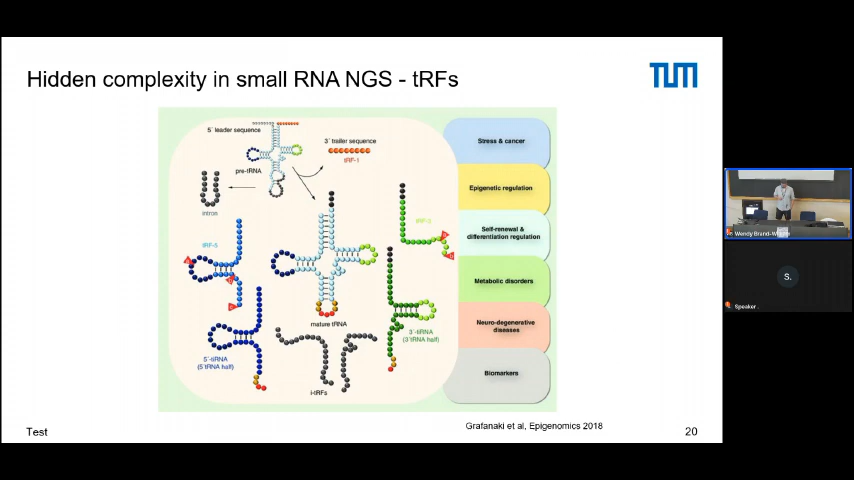 Hidden complexity in small RNA NGS - tRFs
TUM
5´ leader sequence
3´ trailer sequence
tRF-1
pre-tRNA
intron
tRF-5
tRF-3
mature tRNA
3´-tiRNA
(3´tRNA half)
5´-tiRNA
(5´tRNA half)
i-tRFs
Stress & cancer
Epigenetic regulation
Self-renewal &
differentiation regulation
Metabolic disorders
Neuro-degenerative
diseases
Biomarkers
Grafanaki et al, Epigenomics 2018
Test
20
Wendy Brand-
S.
Speaker